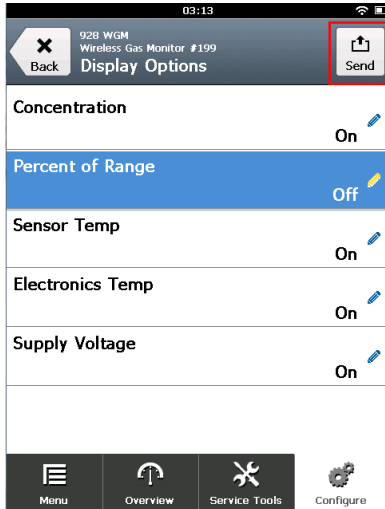 03:13
928 WGM
Wireless Gas Monitor #199
Display Options
Back
Send
Concentration
On
Percent of Range
Off
Sensor Temp
On
Electronics Temp
On
Supply Voltage
On
Menu
Overview
Service Tools
Configure